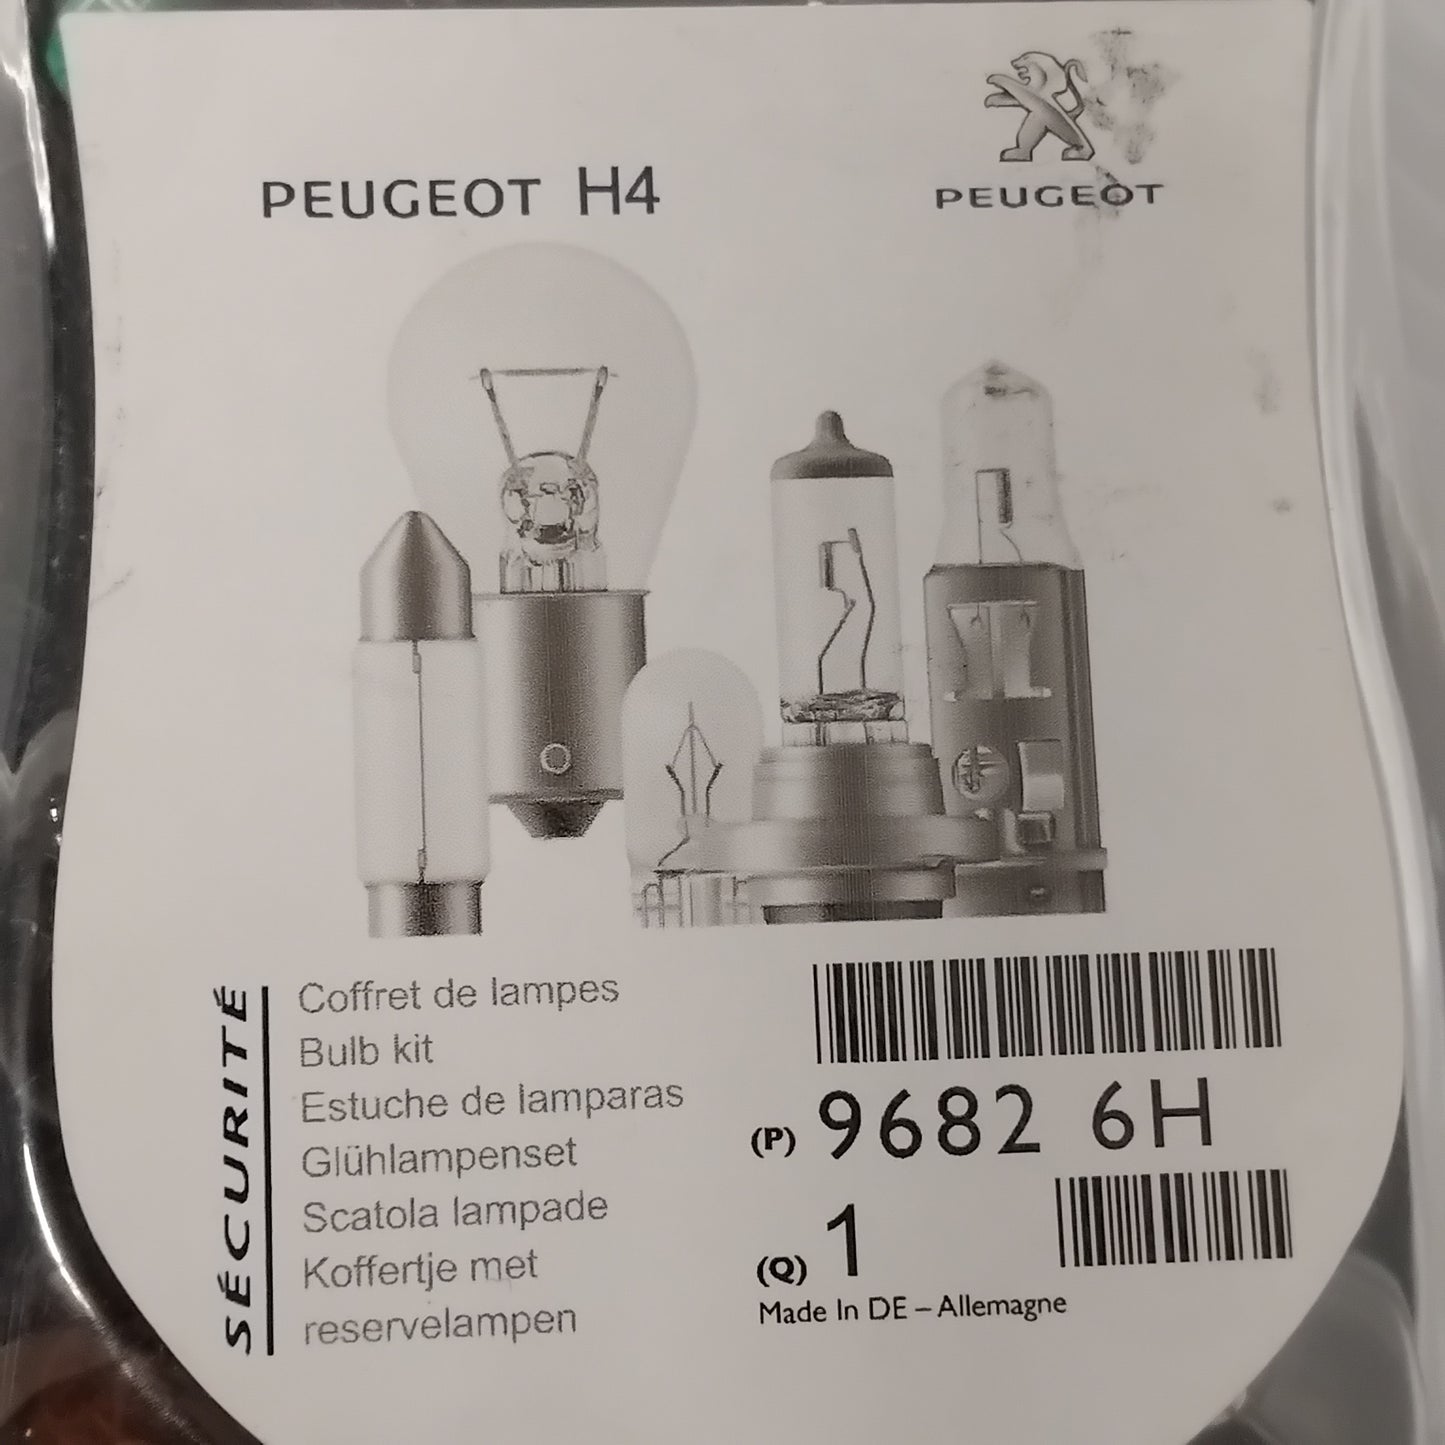 PEUGEOT H4
PEUGEOT
SÉCURITÉ
Coffret de lampes
Bulb kit
Estuche de lamparas
Glühlampenset
Scatola lampade
Koffertje met
reservelampen
(P) 9682 6H
(Q) 1
Made In DE – Allemagne